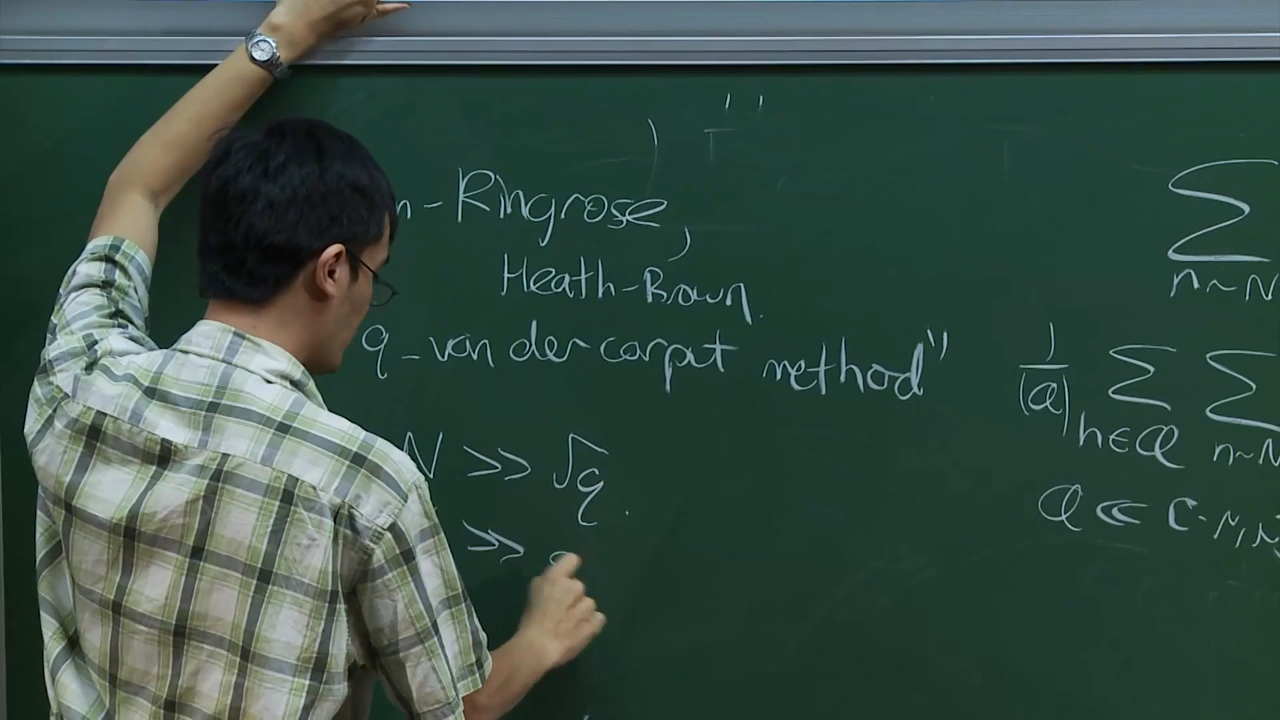 n-Ringrose,
Heath-Brown.
q-van der corput method"
N >> √q.
>>
∑
n~N
1/|Q| ∑ ∑
h∈Q n~N
Q << [-N,N]